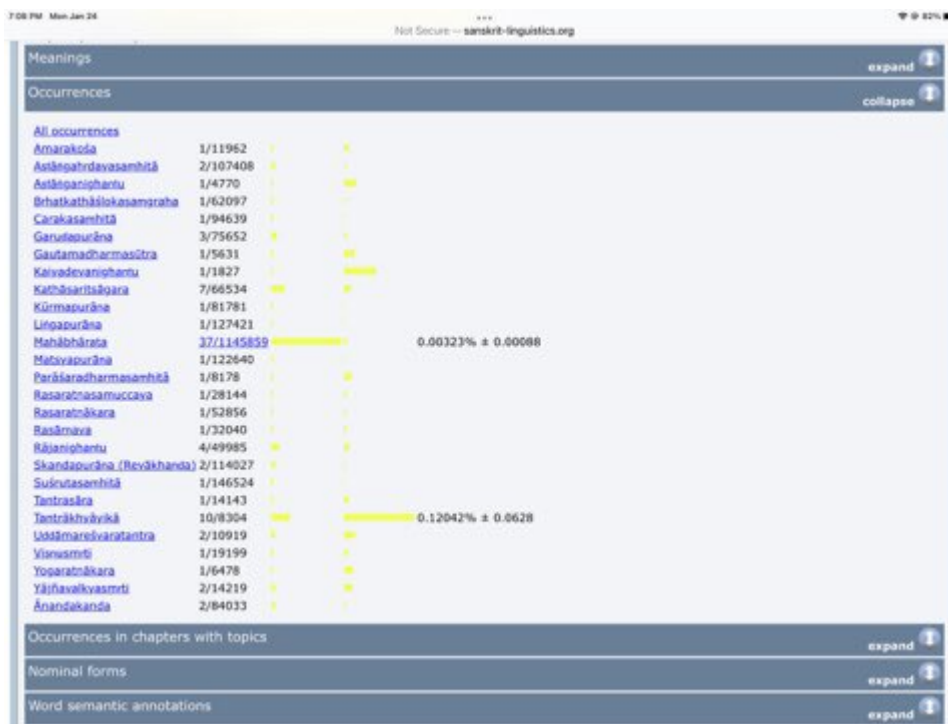 7:08 PM Mon Jan 24
82%
Not Secure — sanskrit-linguistics.org
Meanings
expand
Occurrences
collapse
All occurrences
Amarakośa 1/11962
Aṣṭāṅgahṛdayasaṃhitā 2/107408
Aṣṭāṅganighaṇṭu 1/4770
Bṛhatkathāślokasaṃgraha 1/62097
Carakasaṃhitā 1/94639
Garuḍapurāṇa 3/75652
Gautamadharmasūtra 1/5631
Kaiyadevanighaṇṭu 1/1827
Kathāsaritsāgara 7/66534
Kūrmapurāṇa 1/81781
Liṅgapurāṇa 1/127421
Mahābhārata 37/1145859 0.00323% ± 0.00088
Matsyapurāṇa 1/122640
Parāśaradharmasaṃhitā 1/8178
Rasaratnasamuccaya 1/28144
Rasaratnākara 1/52856
Rasārṇava 1/32040
Rājanighaṇṭu 4/49985
Skandapurāṇa (Revākhaṇḍa) 2/114027
Suśrutasaṃhitā 1/146524
Tantrasāra 1/14143
Tantrākhyāyikā 10/8304 0.12042% ± 0.0628
Uḍḍāmareśvaratantra 2/10919
Viṣṇusmṛti 1/19199
Yogaratnākara 1/6478
Yājñavalkyasmṛti 2/14219
Ānandakanda 2/84033
Occurrences in chapters with topics
expand
Nominal forms
expand
Word semantic annotations
expand